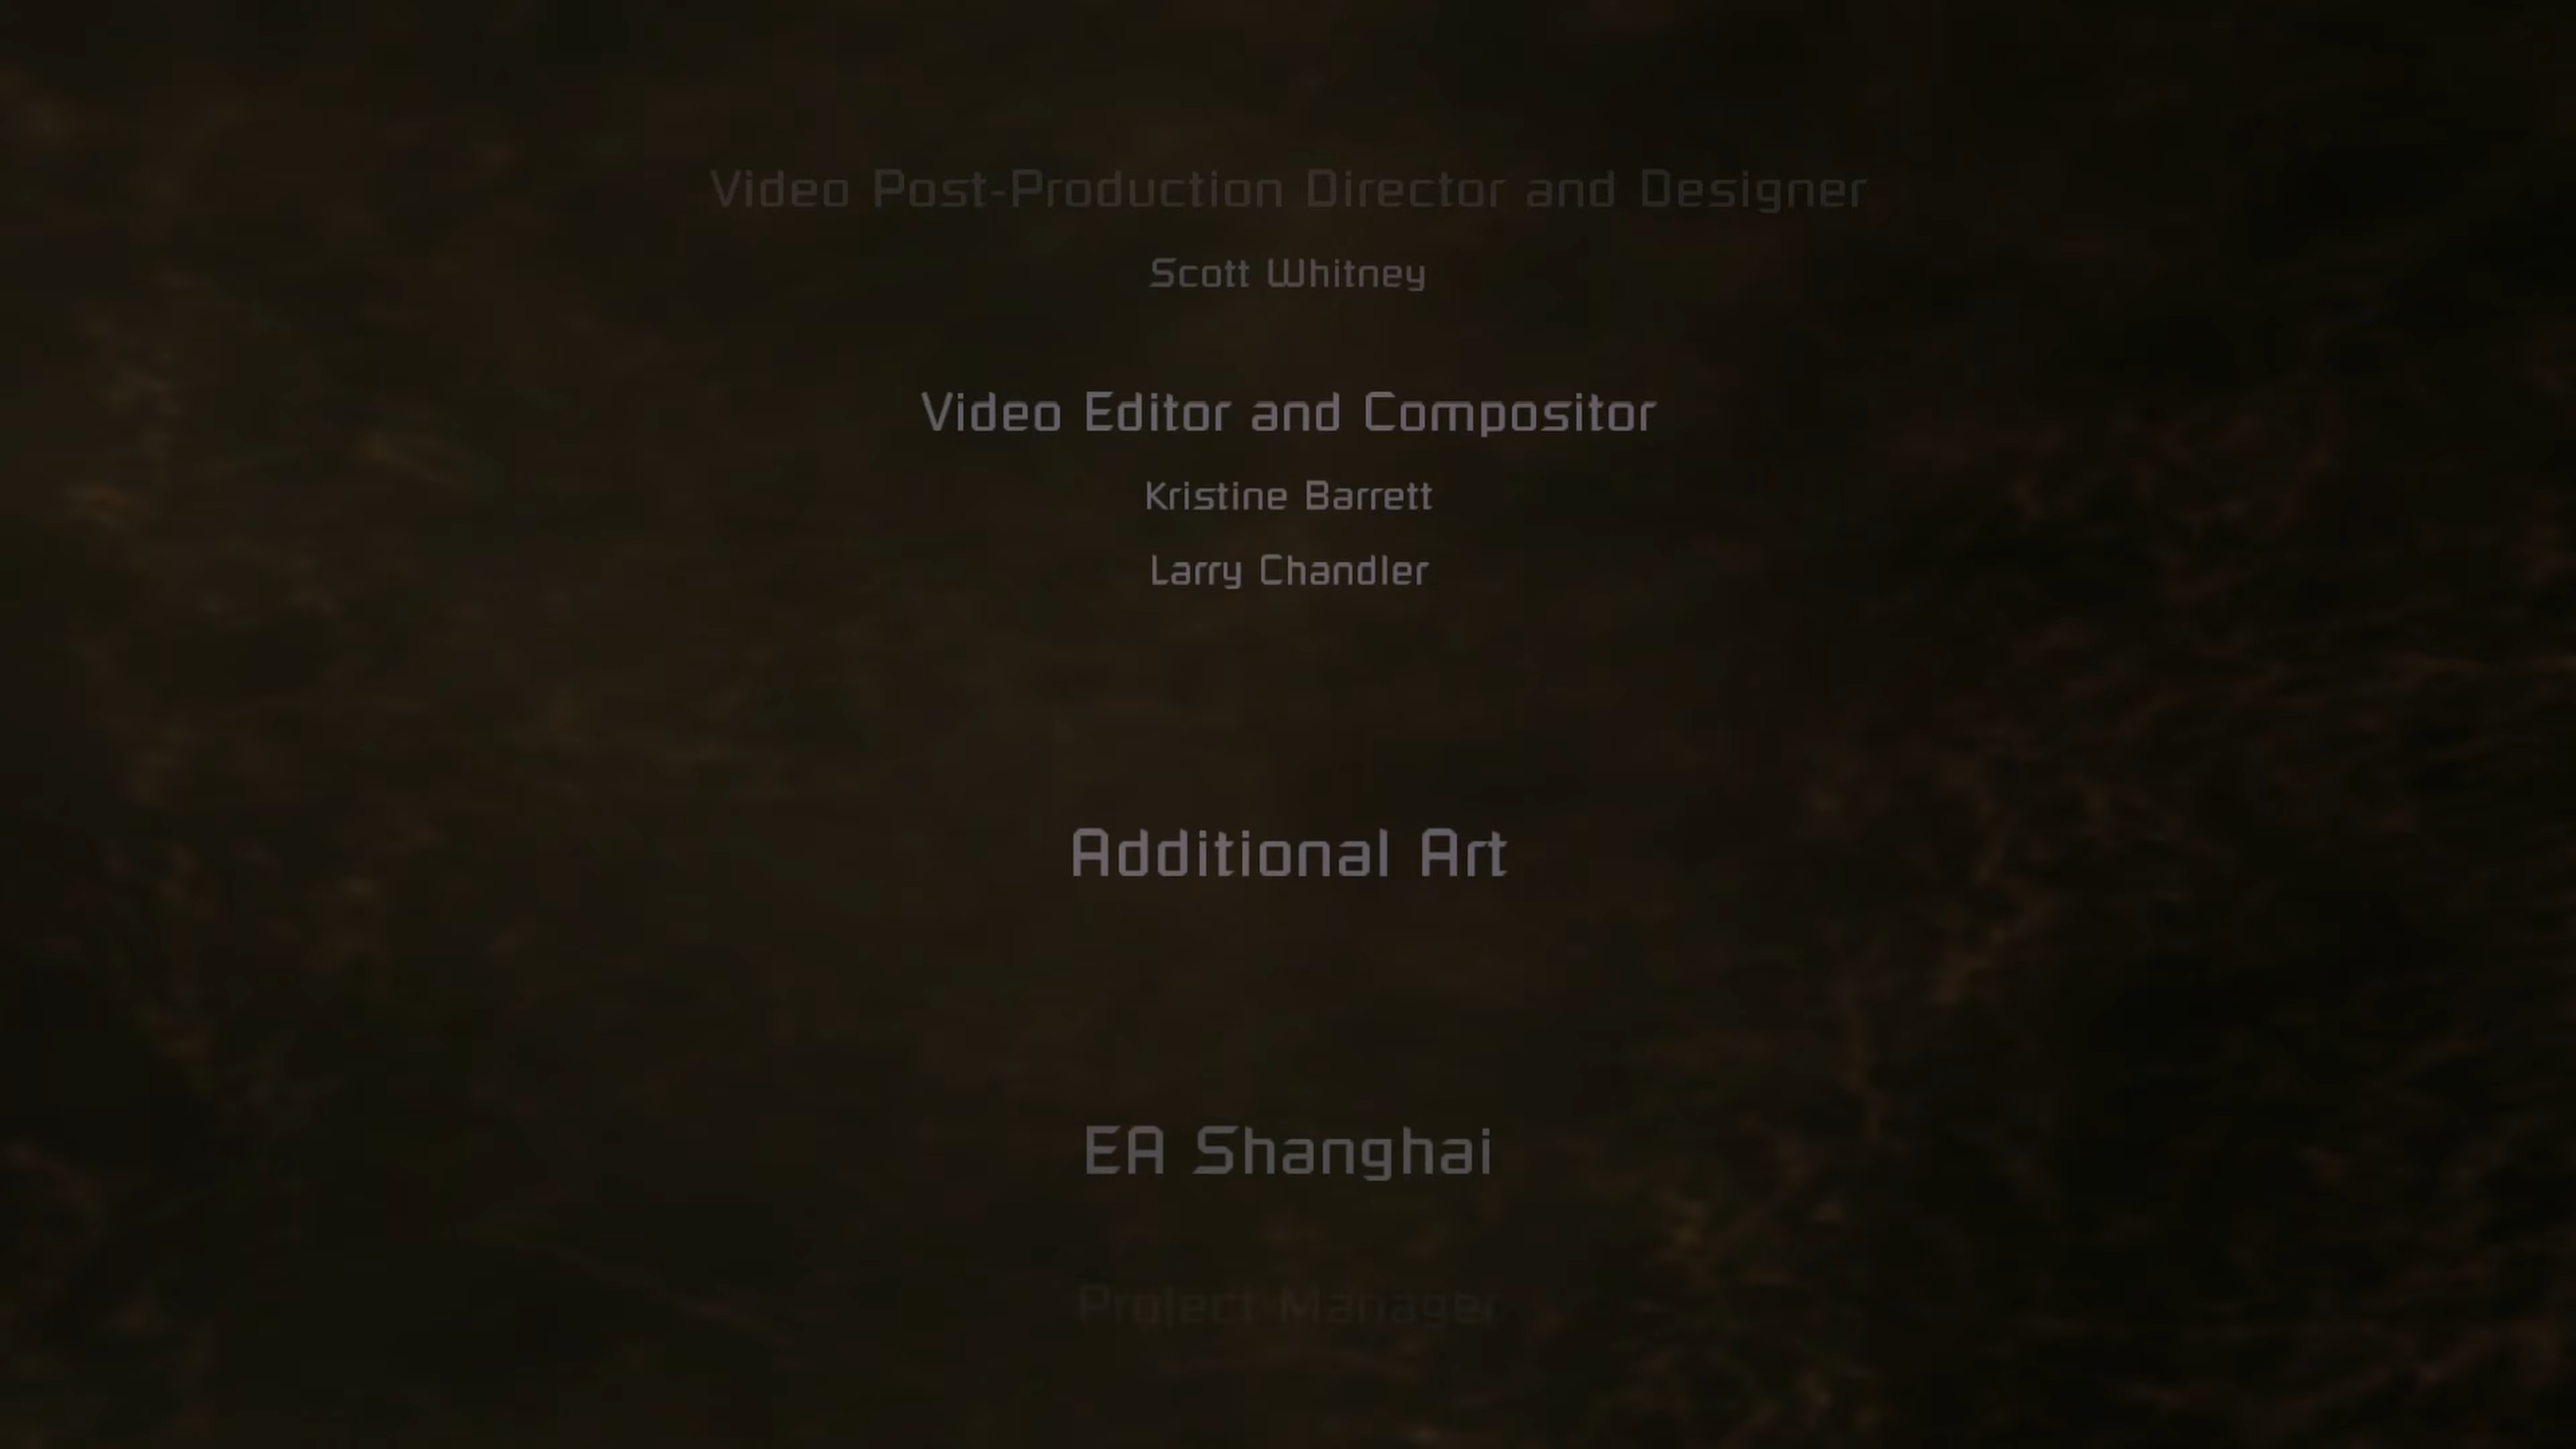 Video Post-Production Director and Designer
Scott Whitney
Video Editor and Compositor
Kristine Barrett
Larry Chandler
Additional Art
EA Shanghai
Project Manager